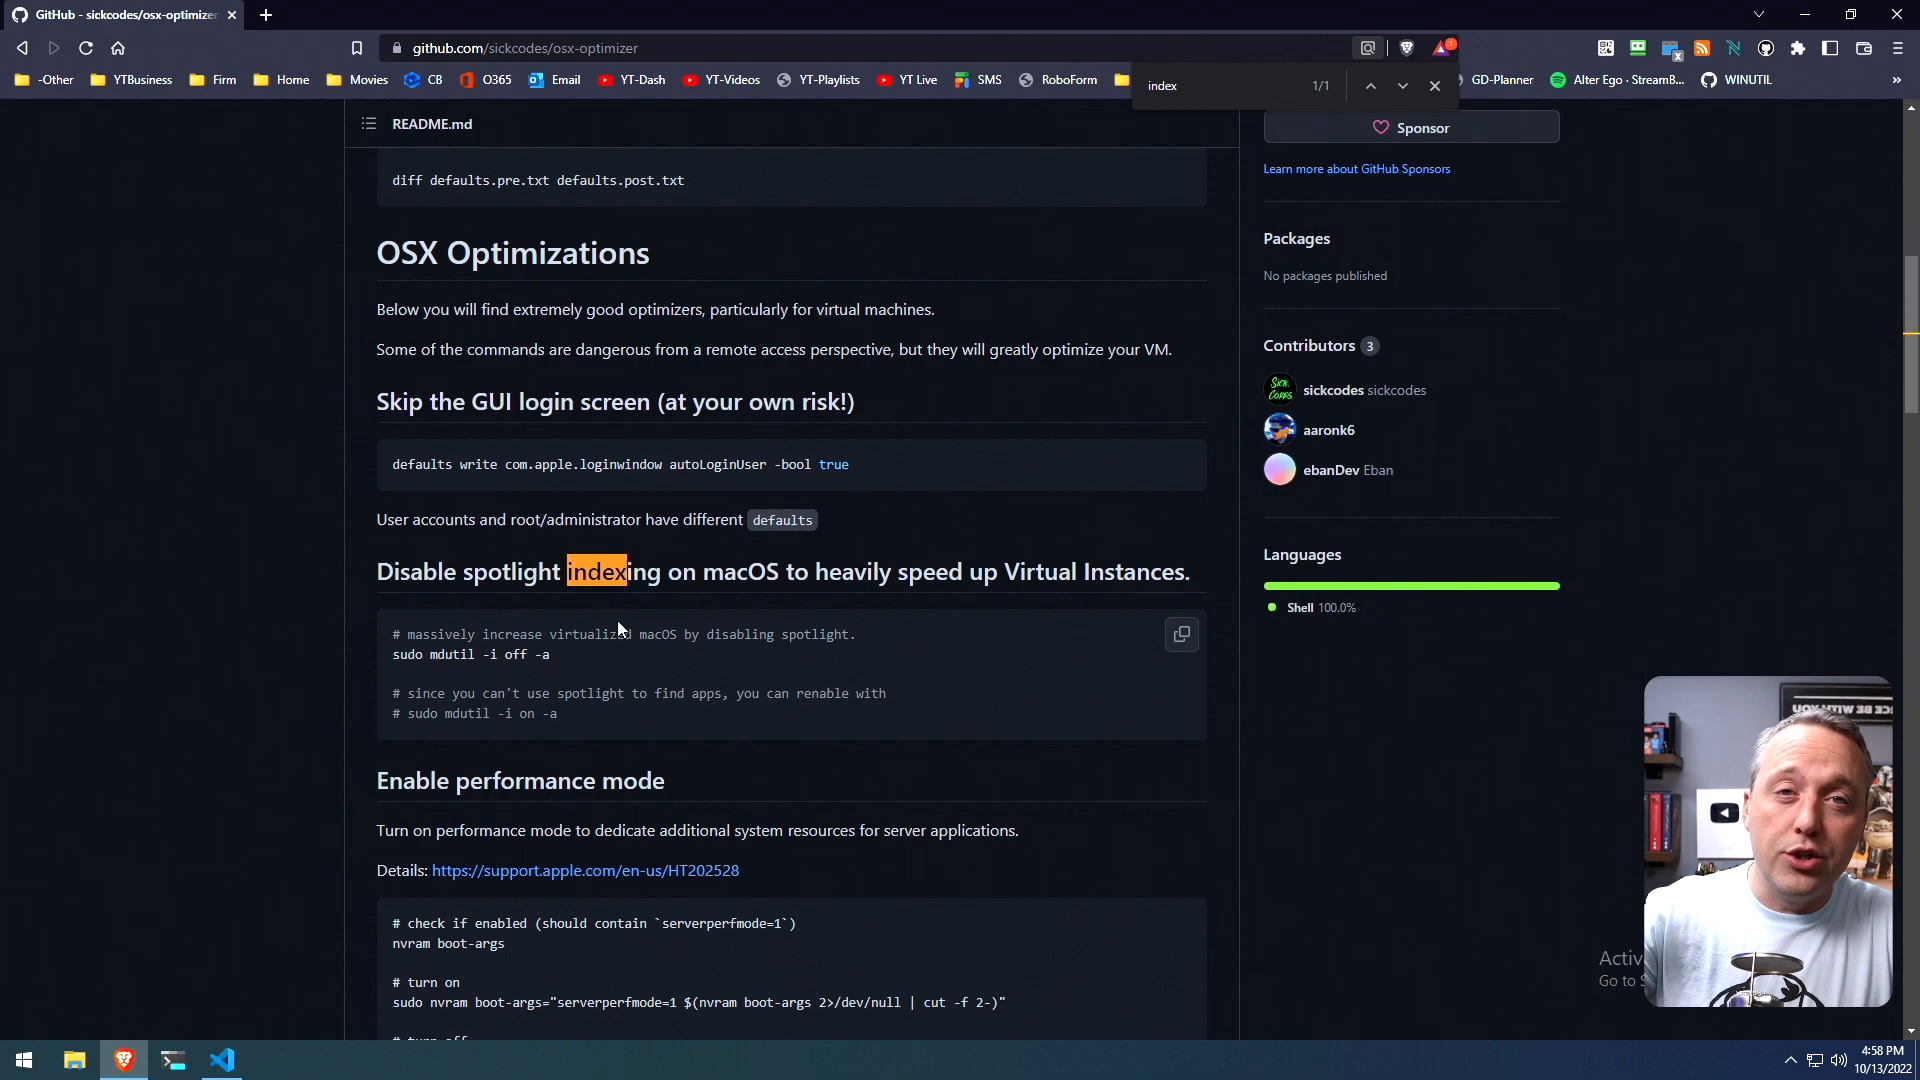 GitHub - sickcodes/osx-optimizer
github.com/sickcodes/osx-optimizer
1
-Other
YTBusiness
Firm
Home
Movies
CB
O365
Email
YT-Dash
YT-Videos
YT-Playlists
YT Live
SMS
RoboForm
GD-Planner
Alter Ego · StreamB...
WINUTIL
»
index
1/1
README.md
diff defaults.pre.txt defaults.post.txt
OSX Optimizations
Below you will find extremely good optimizers, particularly for virtual machines.
Some of the commands are dangerous from a remote access perspective, but they will greatly optimize your VM.
Skip the GUI login screen (at your own risk!)
defaults write com.apple.loginwindow autoLoginUser -bool true
User accounts and root/administrator have different defaults
Disable spotlight indexing on macOS to heavily speed up Virtual Instances.
# massively increase virtualized macOS by disabling spotlight.
sudo mdutil -i off -a
# since you can't use spotlight to find apps, you can renable with
# sudo mdutil -i on -a
Enable performance mode
Turn on performance mode to dedicate additional system resources for server applications.
Details: https://support.apple.com/en-us/HT202528
# check if enabled (should contain `serverperfmode=1`)
nvram boot-args
# turn on
sudo nvram boot-args="serverperfmode=1 $(nvram boot-args 2>/dev/null | cut -f 2-)"
# turn off
Sponsor
Learn more about GitHub Sponsors
Packages
No packages published
Contributors 3
SICK. CODES
sickcodes sickcodes
aaronk6
ebanDev Eban
Languages
Shell 100.0%
Activ
Go to S
4:58 PM
10/13/2022